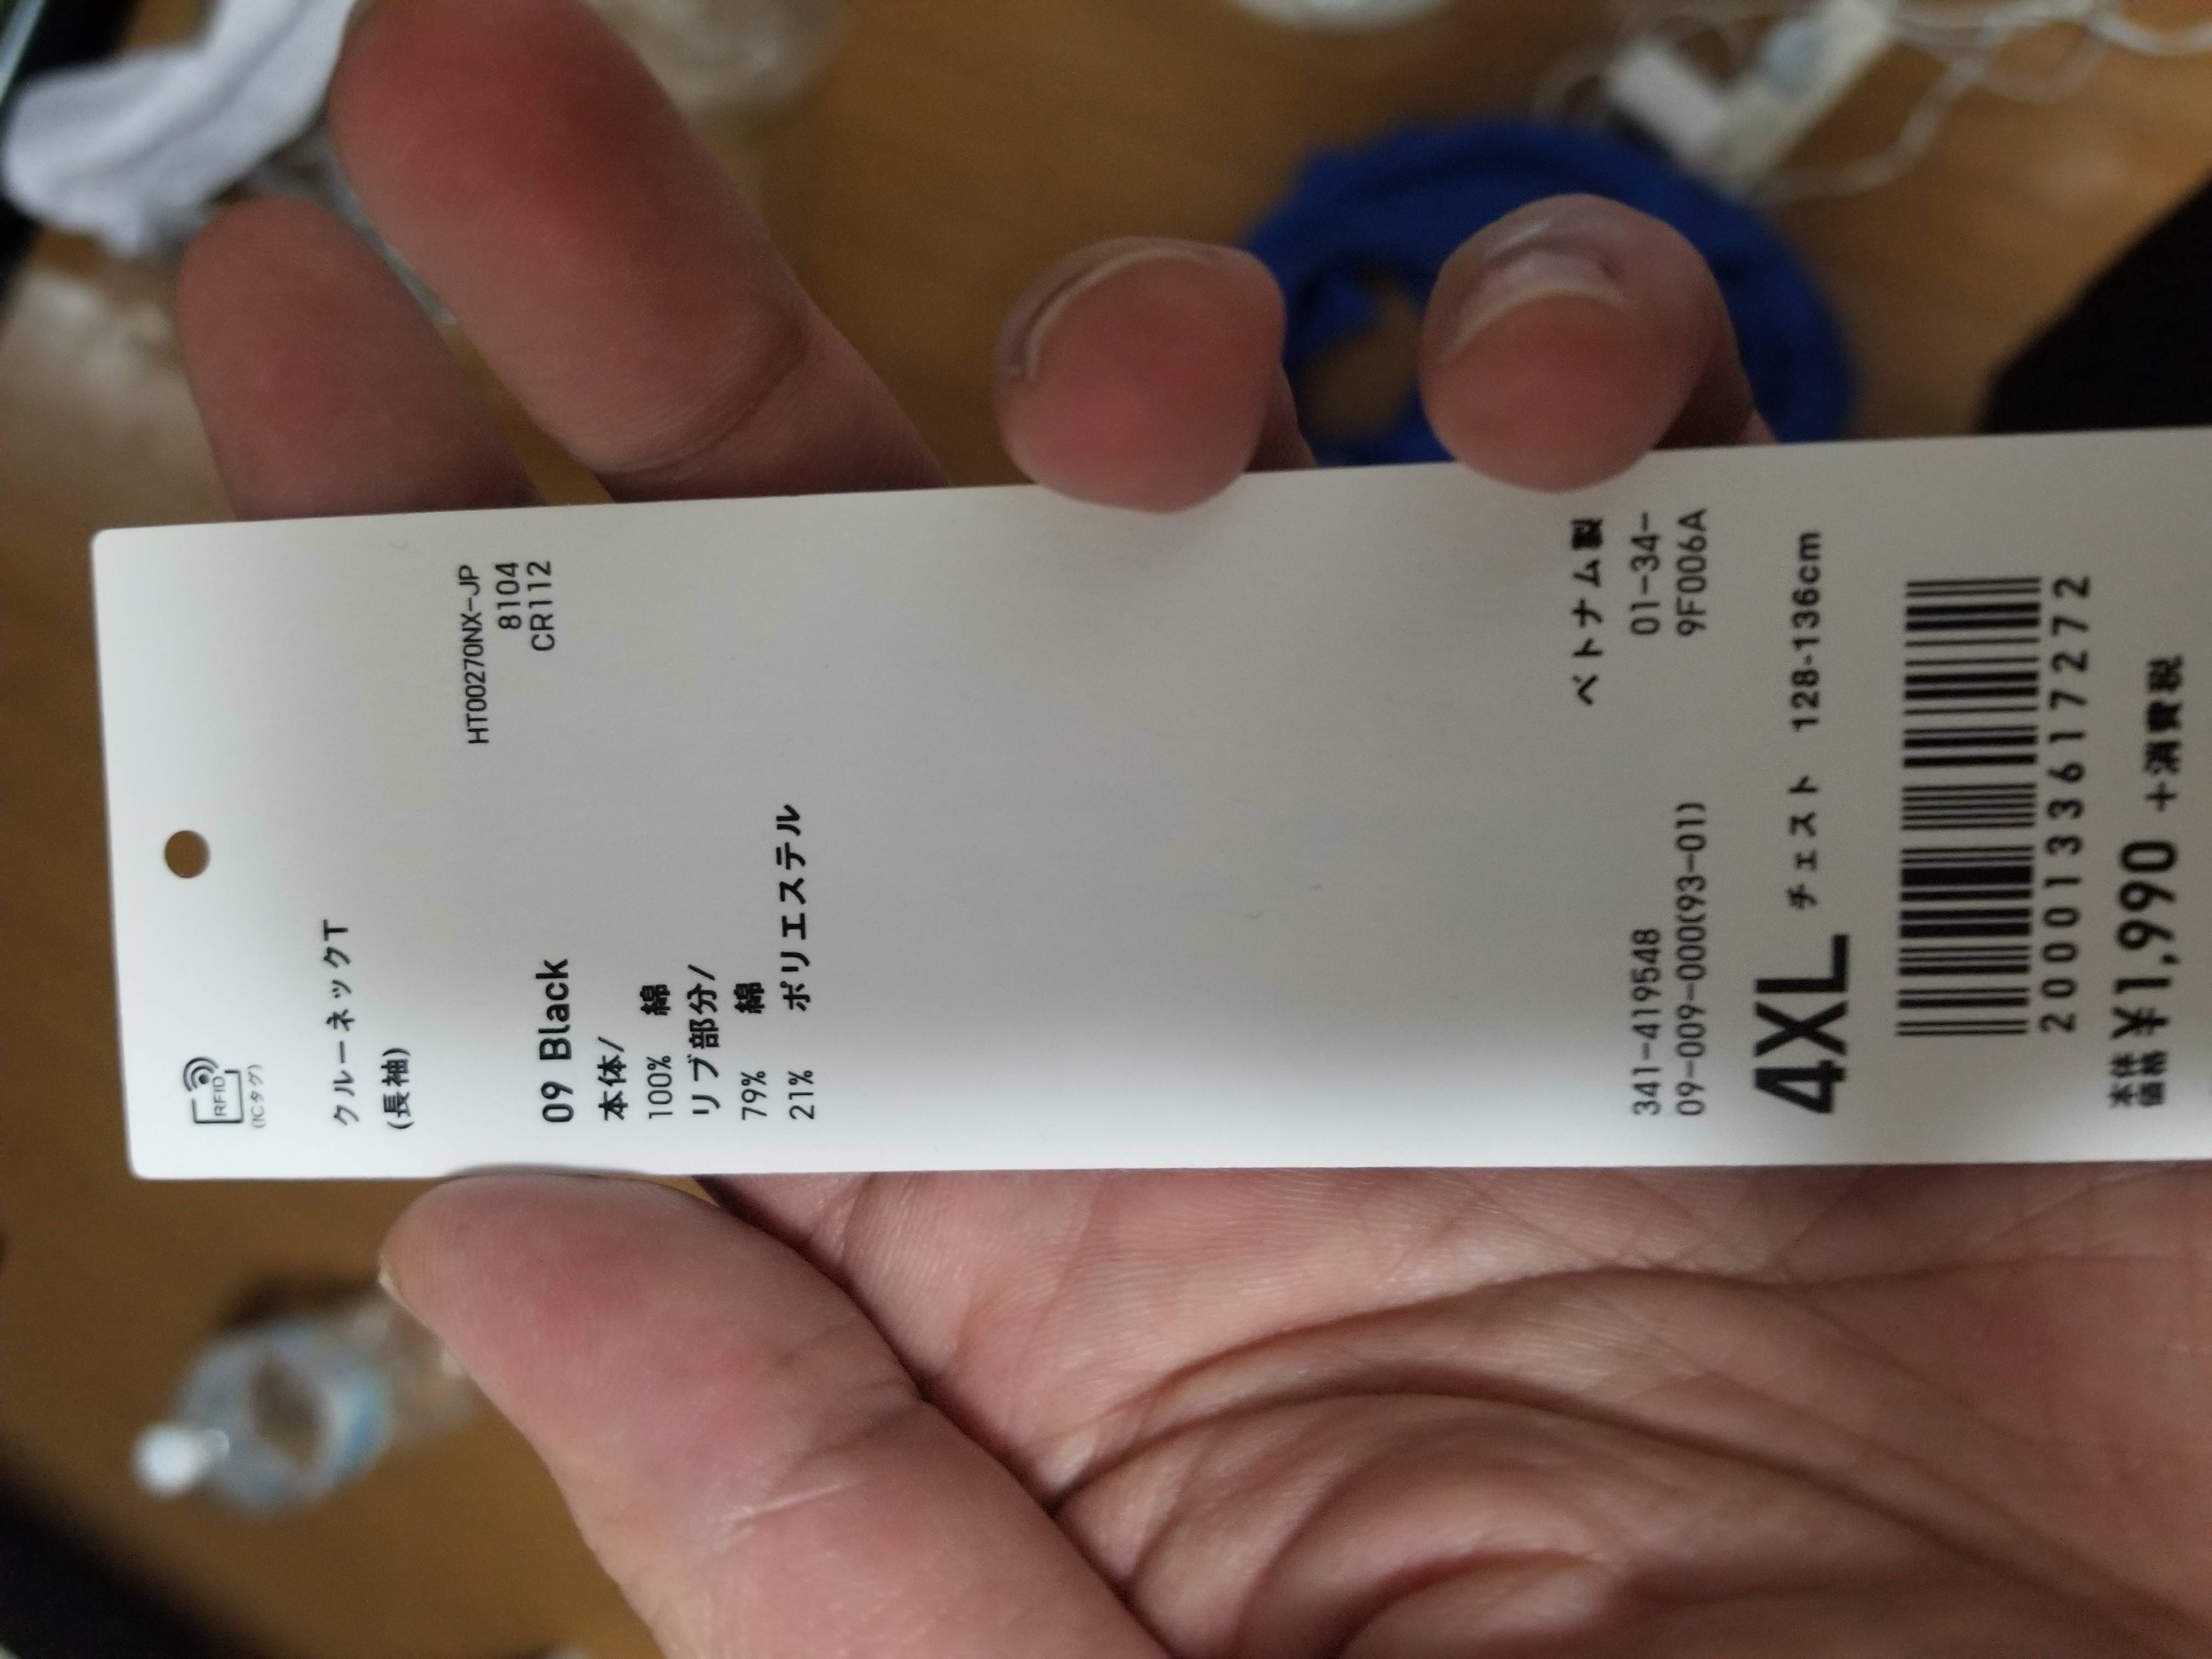 RFID
(ICタグ)
クルーネックT
(長袖)
HT00270NX-JP
8104
CR1112
09 Black
本体/
100% 綿
リブ部分/
79% 綿
21% ポリエステル
ベトナム製
341-419548 01-34-
09-009-000(93-01) 9F006A
4XL チェスト 128-136cm
2000133617272
本体価格 ¥1,990 +消費税